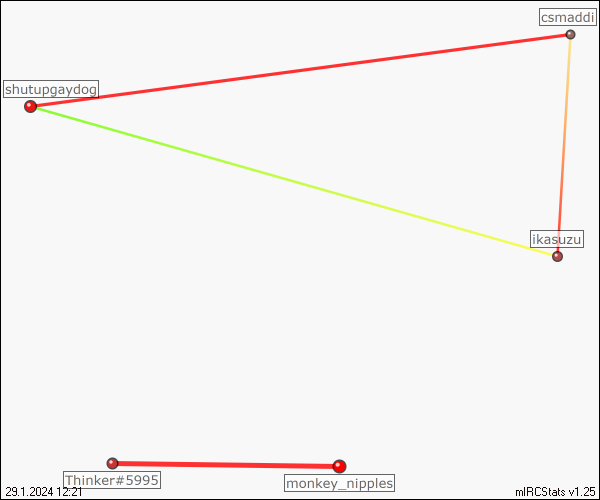 csmaddi
shutupgaydog
ikasuzu
Thinker#5995
monkey_nipples
29.1.2024 12:21
mIRCStats v1.25